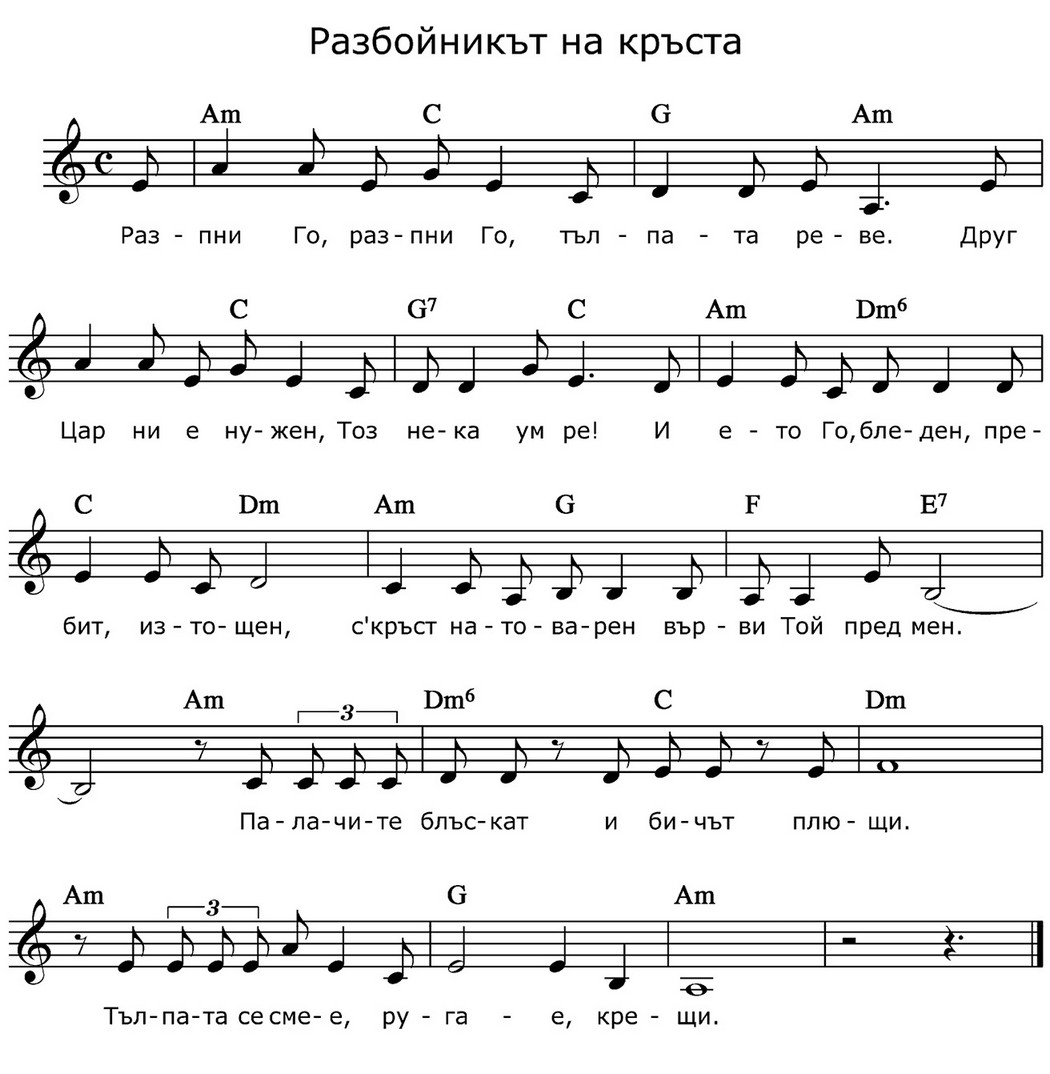 Разбойникът на кръста
Am C G Am
Раз - пни Го, раз - пни Го, тъл - па - та ре - ве. Друг
C G7 C Am Dm6
Цар ни е ну - жен, Тоз не - ка ум ре! И е - то Го, бле - ден, пре -
C Dm Am G F E7
бит, из - то - щен, с'кръст на - то - ва - рен вър - ви Той пред мен.
Am 3 Dm6 C Dm
Па - ла - чи - те блъс - кат и би - чът плю - щи.
Am 3 G Am
Тъл - па - та се сме - е, ру - га - е, кре - щи.